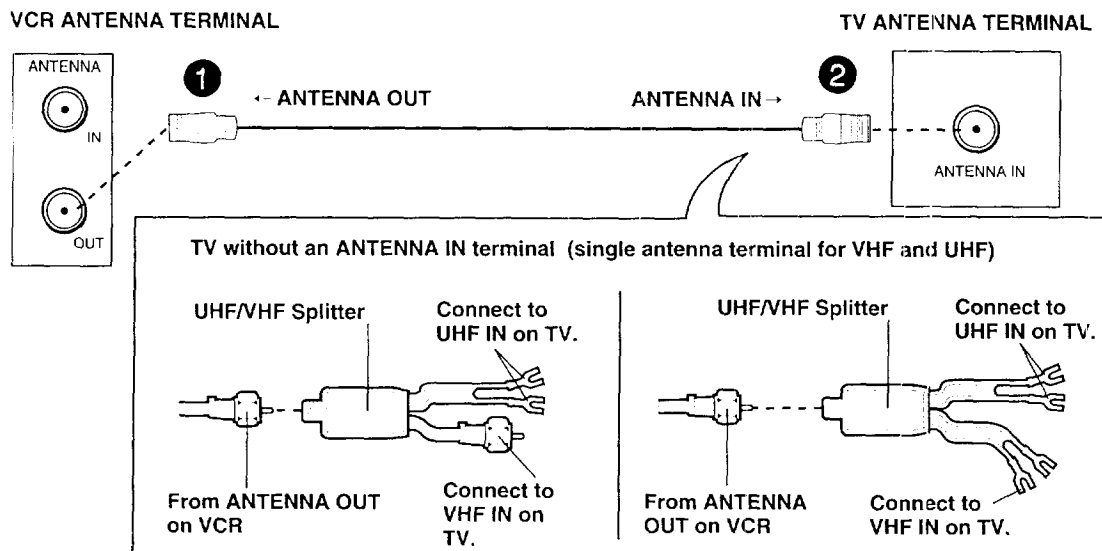 VCR ANTENNA TERMINAL
TV ANTENNA TERMINAL
ANTENNA
IN
OUT
1
←- ANTENNA OUT
ANTENNA IN→
2
ANTENNA IN
TV without an ANTENNA IN terminal (single antenna terminal for VHF and UHF)
UHF/VHF Splitter
Connect to
UHF IN on TV.
From ANTENNA OUT
on VCR
Connect to
VHF IN on
TV.
UHF/VHF Splitter
Connect to
UHF IN on TV.
From ANTENNA
OUT on VCR
Connect to
VHF IN on TV.